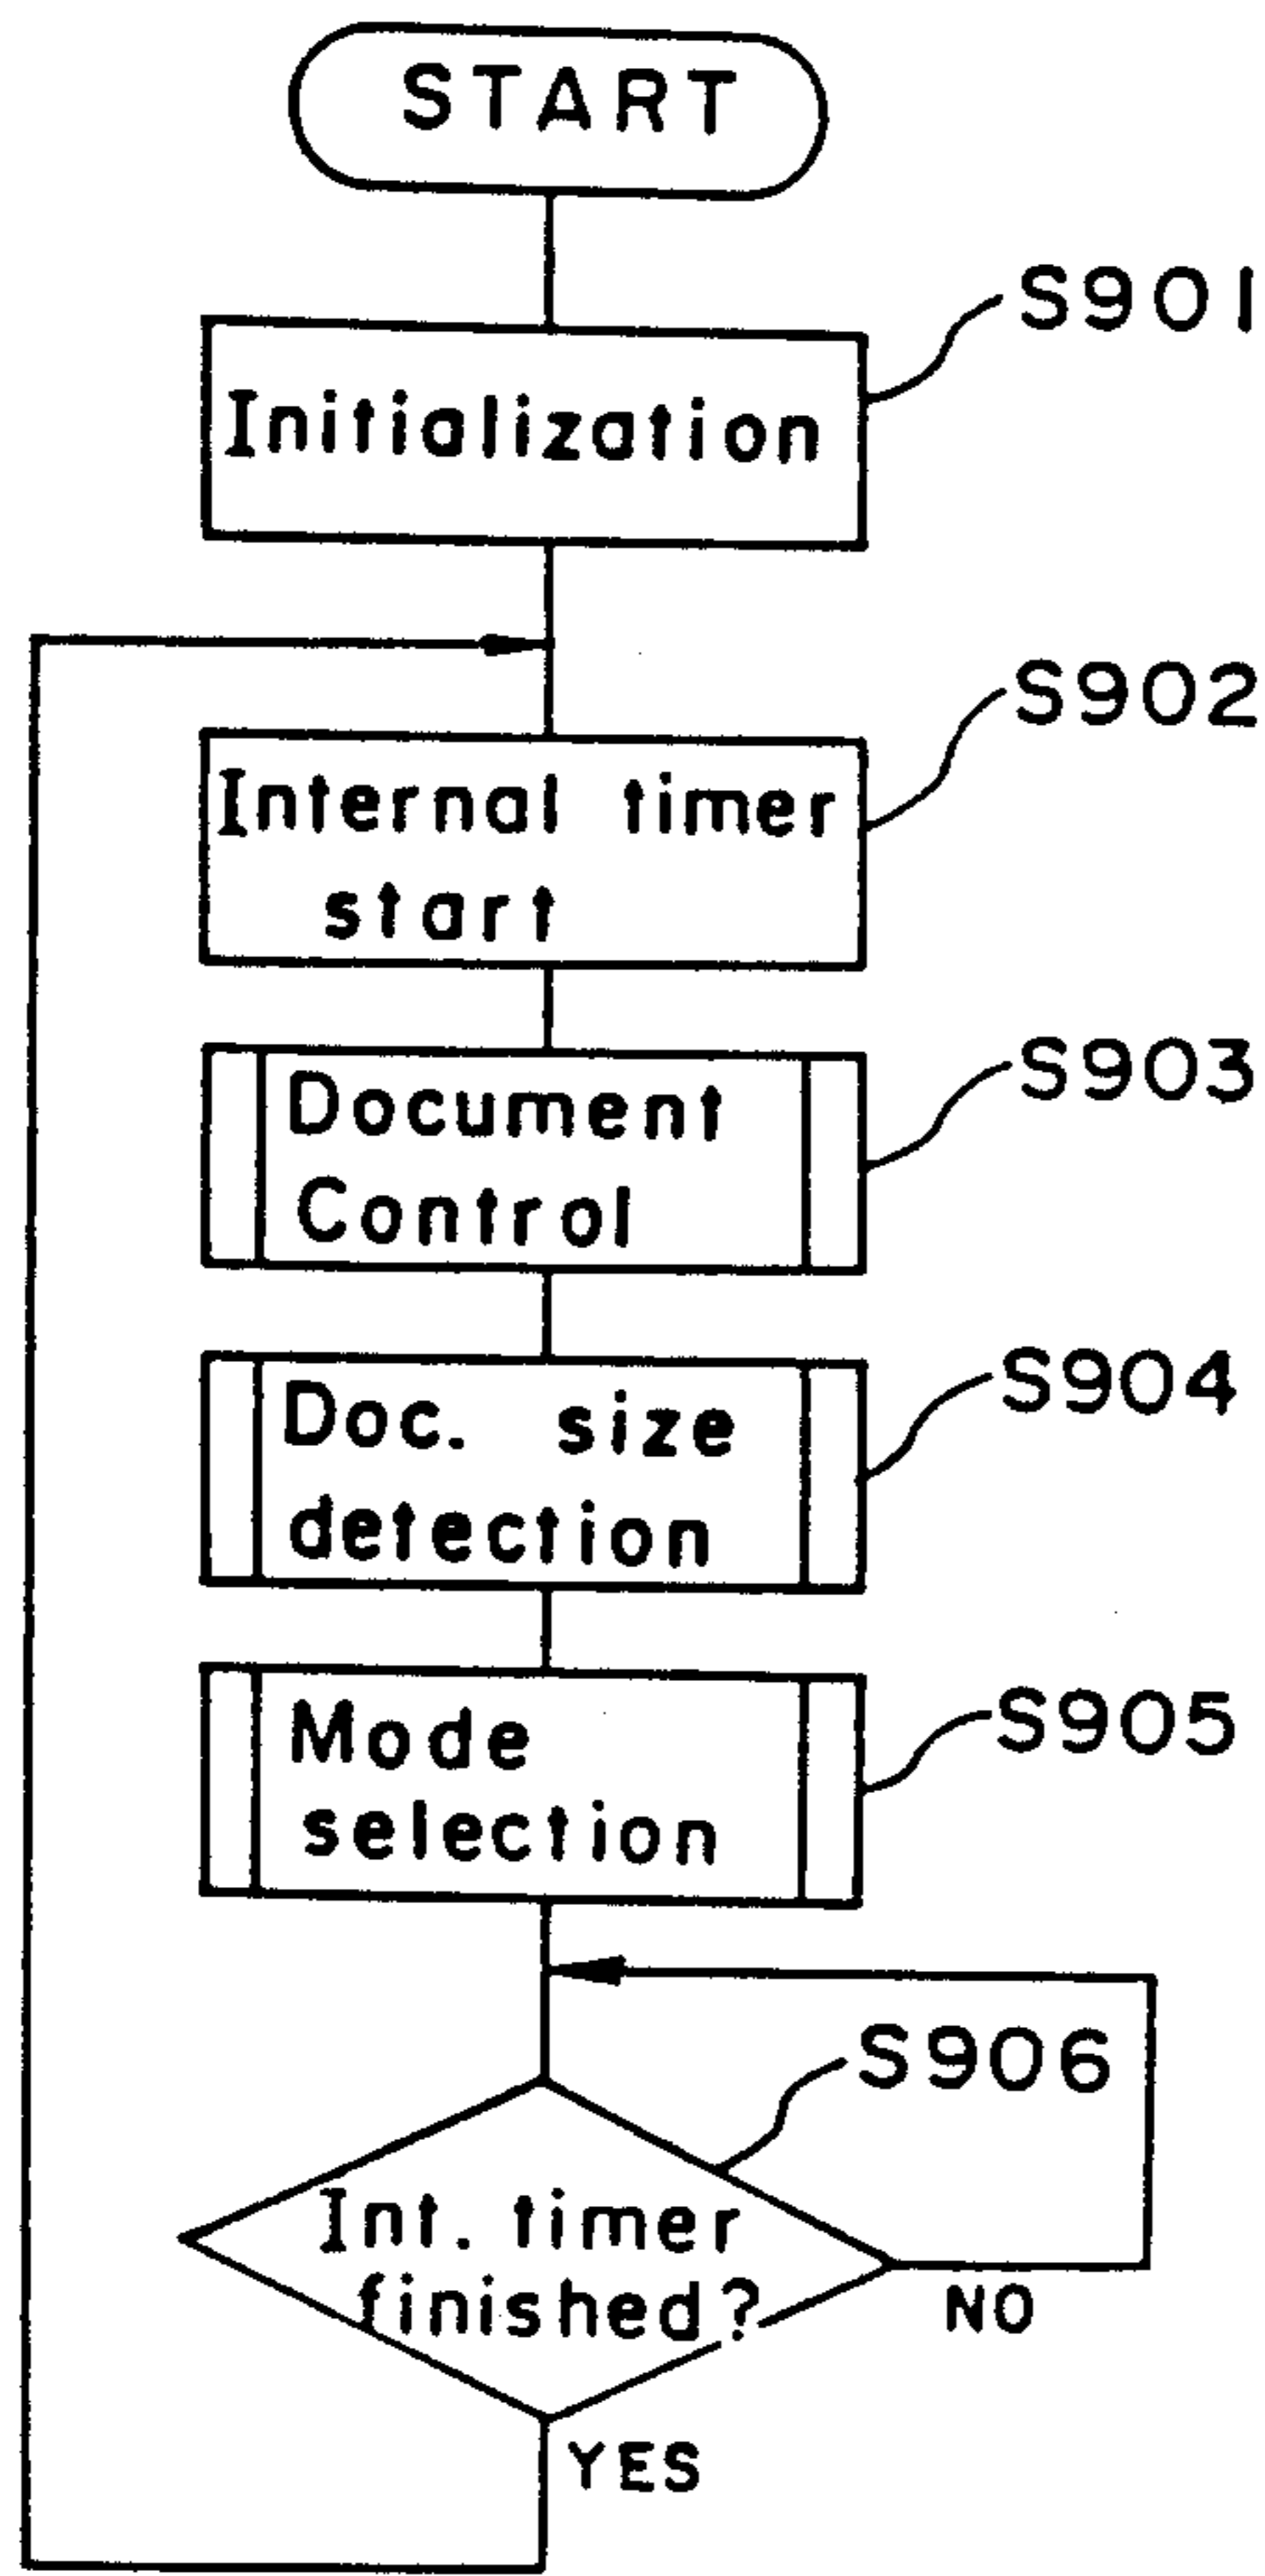 START
S901
Initialization
S902
Internal timer
start
S903
Document
Control
S904
Doc. size
detection
S905
Mode
selection
S906
Int. timer
finished?
NO
YES